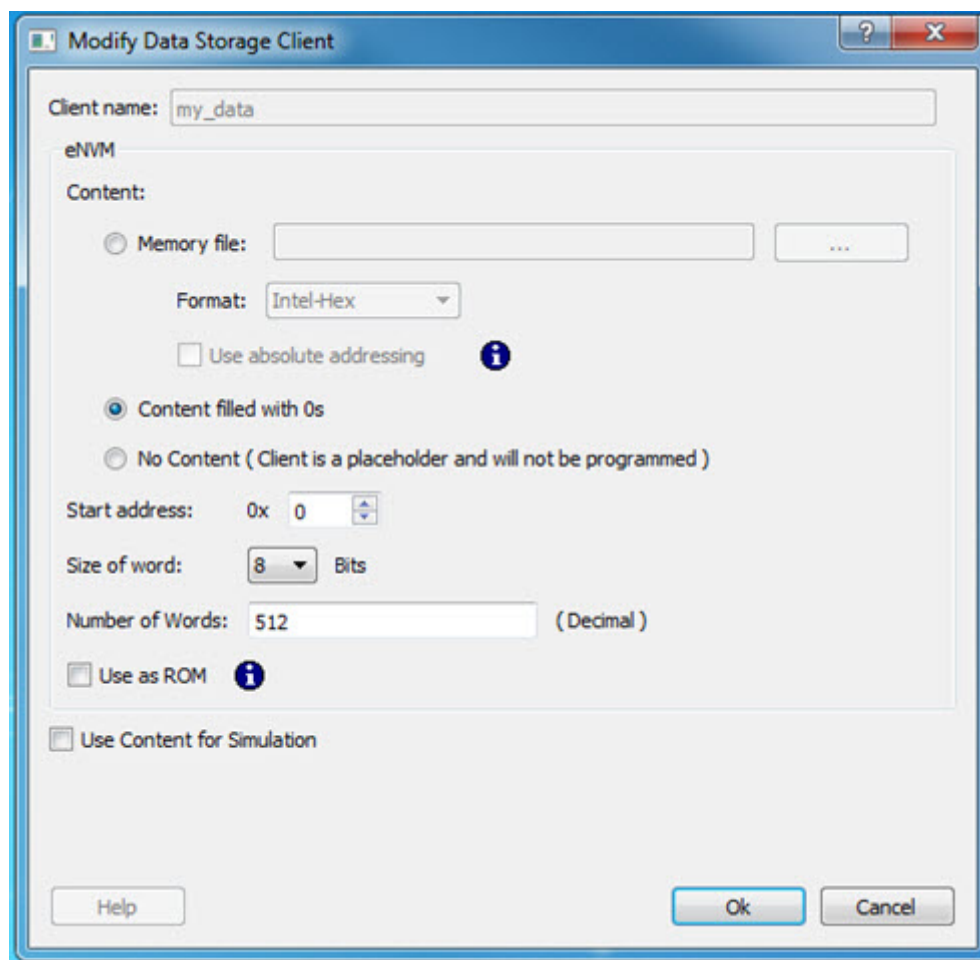 Modify Data Storage Client
?
X
Client name: my_data
eNVM
Content:
Memory file: ...
Format: Intel-Hex
Use absolute addressing i
Content filled with 0s
No Content ( Client is a placeholder and will not be programmed )
Start address: 0x 0
Size of word: 8 Bits
Number of Words: 512 ( Decimal )
Use as ROM i
Use Content for Simulation
Help Ok Cancel